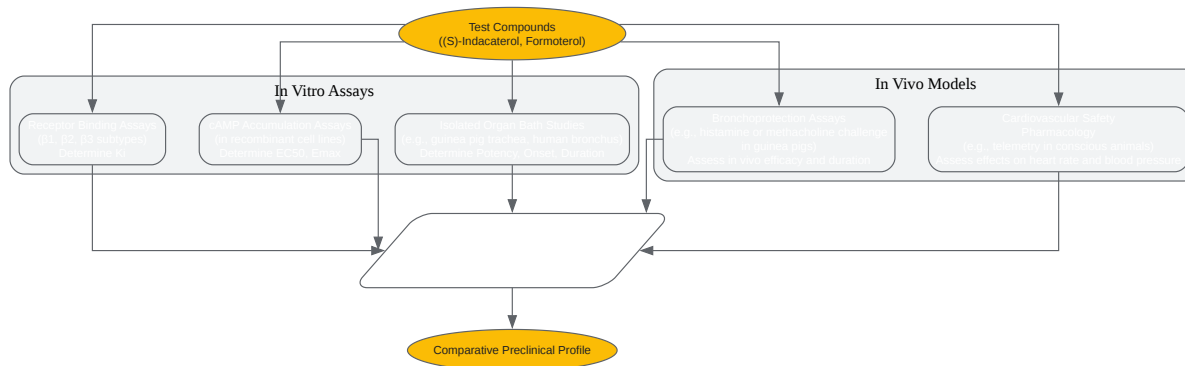 Test Compounds
((S)-Indacaterol, Formoterol)
In Vitro Assays
In Vivo Models
Receptor Binding Assays
(β1, β2, β3 subtypes)
Determine Ki
cAMP Accumulation Assays
(in recombinant cell lines)
Determine EC50, Emax
Isolated Organ Bath Studies
(e.g., guinea pig trachea, human bronchus)
Determine Potency, Onset, Duration
Bronchoprotection Assays
(e.g., histamine or methacholine challenge
in guinea pigs)
Assess in vivo efficacy and duration
Cardiovascular Safety
Pharmacology
(e.g., telemetry in conscious animals)
Assess effects on heart rate and blood pressure
Comparative Preclinical Profile